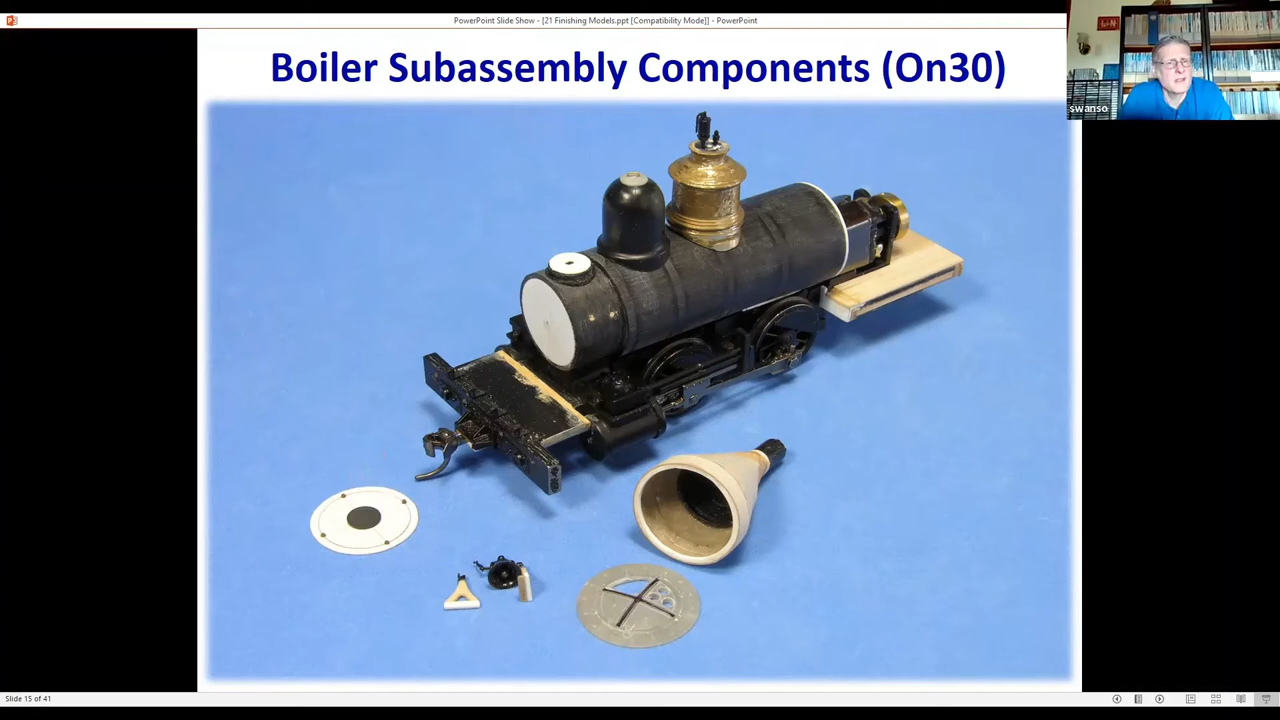 PowerPoint Slide Show - [21 Finishing Models.ppt [Compatibility Mode]] - PowerPoint
Boiler Subassembly Components (On30)
swanso
Slide 15 of 41